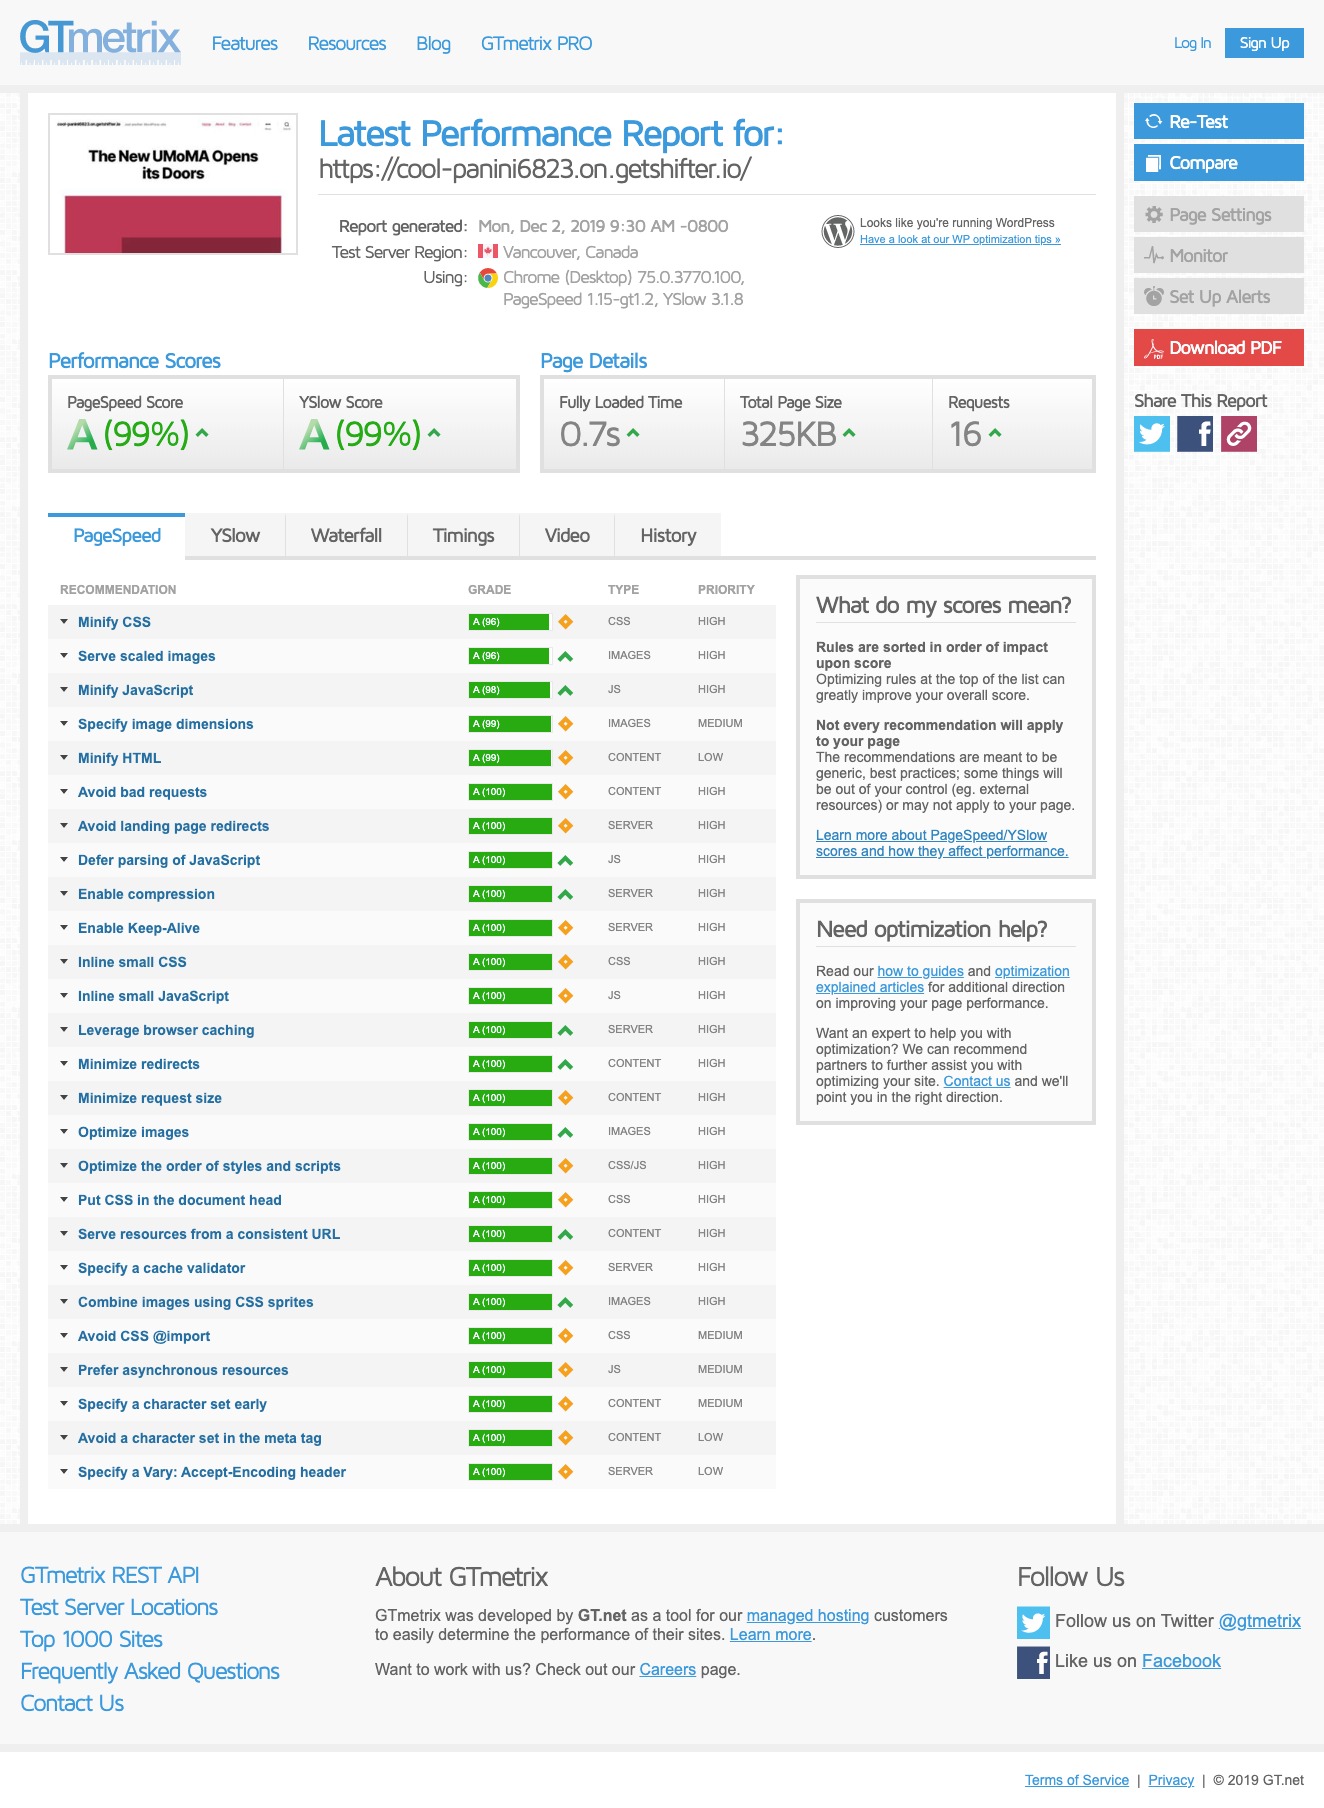 GTmetrix
Features
Resources
Blog
GTmetrix PRO
Log In
Sign Up
The New UMoMA Opens
its Doors
Latest Performance Report for:
https://cool-panini6823.on.getshifter.io/
Report generated: Mon, Dec 2, 2019 9:30 AM -0800
Test Server Region: Vancouver, Canada
Using: Chrome (Desktop) 75.0.3770.100,
PageSpeed 1.15-gt1.2, YSlow 3.1.8
Looks like you're running WordPress
Have a look at our WP optimization tips »
Re-Test
Compare
Page Settings
Monitor
Set Up Alerts
Download PDF
Share This Report
Performance Scores
PageSpeed Score
A (99%)
YSlow Score
A (99%)
Page Details
Fully Loaded Time
0.7s
Total Page Size
325KB
Requests
16
PageSpeed
YSlow
Waterfall
Timings
Video
History
RECOMMENDATION GRADE TYPE PRIORITY
Minify CSS A (96) CSS HIGH
Serve scaled images A (96) IMAGES HIGH
Minify JavaScript A (98) JS HIGH
Specify image dimensions A (99) IMAGES MEDIUM
Minify HTML A (99) CONTENT LOW
Avoid bad requests A (100) CONTENT HIGH
Avoid landing page redirects A (100) SERVER HIGH
Defer parsing of JavaScript A (100) JS HIGH
Enable compression A (100) SERVER HIGH
Enable Keep-Alive A (100) SERVER HIGH
Inline small CSS A (100) CSS HIGH
Inline small JavaScript A (100) JS HIGH
Leverage browser caching A (100) SERVER HIGH
Minimize redirects A (100) CONTENT HIGH
Minimize request size A (100) CONTENT HIGH
Optimize images A (100) IMAGES HIGH
Optimize the order of styles and scripts A (100) CSS/JS HIGH
Put CSS in the document head A (100) CSS HIGH
Serve resources from a consistent URL A (100) CONTENT HIGH
Specify a cache validator A (100) SERVER HIGH
Combine images using CSS sprites A (100) IMAGES HIGH
Avoid CSS @import A (100) CSS MEDIUM
Prefer asynchronous resources A (100) JS MEDIUM
Specify a character set early A (100) CONTENT MEDIUM
Avoid a character set in the meta tag A (100) CONTENT LOW
Specify a Vary: Accept-Encoding header A (100) SERVER LOW
What do my scores mean?
Rules are sorted in order of impact
upon score
Optimizing rules at the top of the list can
greatly improve your overall score.
Not every recommendation will apply
to your page
The recommendations are meant to be
generic, best practices; some things will
be out of your control (eg. external
resources) or may not apply to your page.
Learn more about PageSpeed/YSlow
scores and how they affect performance.
Need optimization help?
Read our how to guides and optimization
explained articles for additional direction
on improving your page performance.
Want an expert to help you with
optimization? We can recommend
partners to further assist you with
optimizing your site. Contact us and we'll
point you in the right direction.
GTmetrix REST API
Test Server Locations
Top 1000 Sites
Frequently Asked Questions
Contact Us
About GTmetrix
GTmetrix was developed by GT.net as a tool for our managed hosting customers
to easily determine the performance of their sites. Learn more.
Want to work with us? Check out our Careers page.
Follow Us
Follow us on Twitter @gtmetrix
Like us on Facebook
Terms of Service | Privacy | © 2019 GT.net